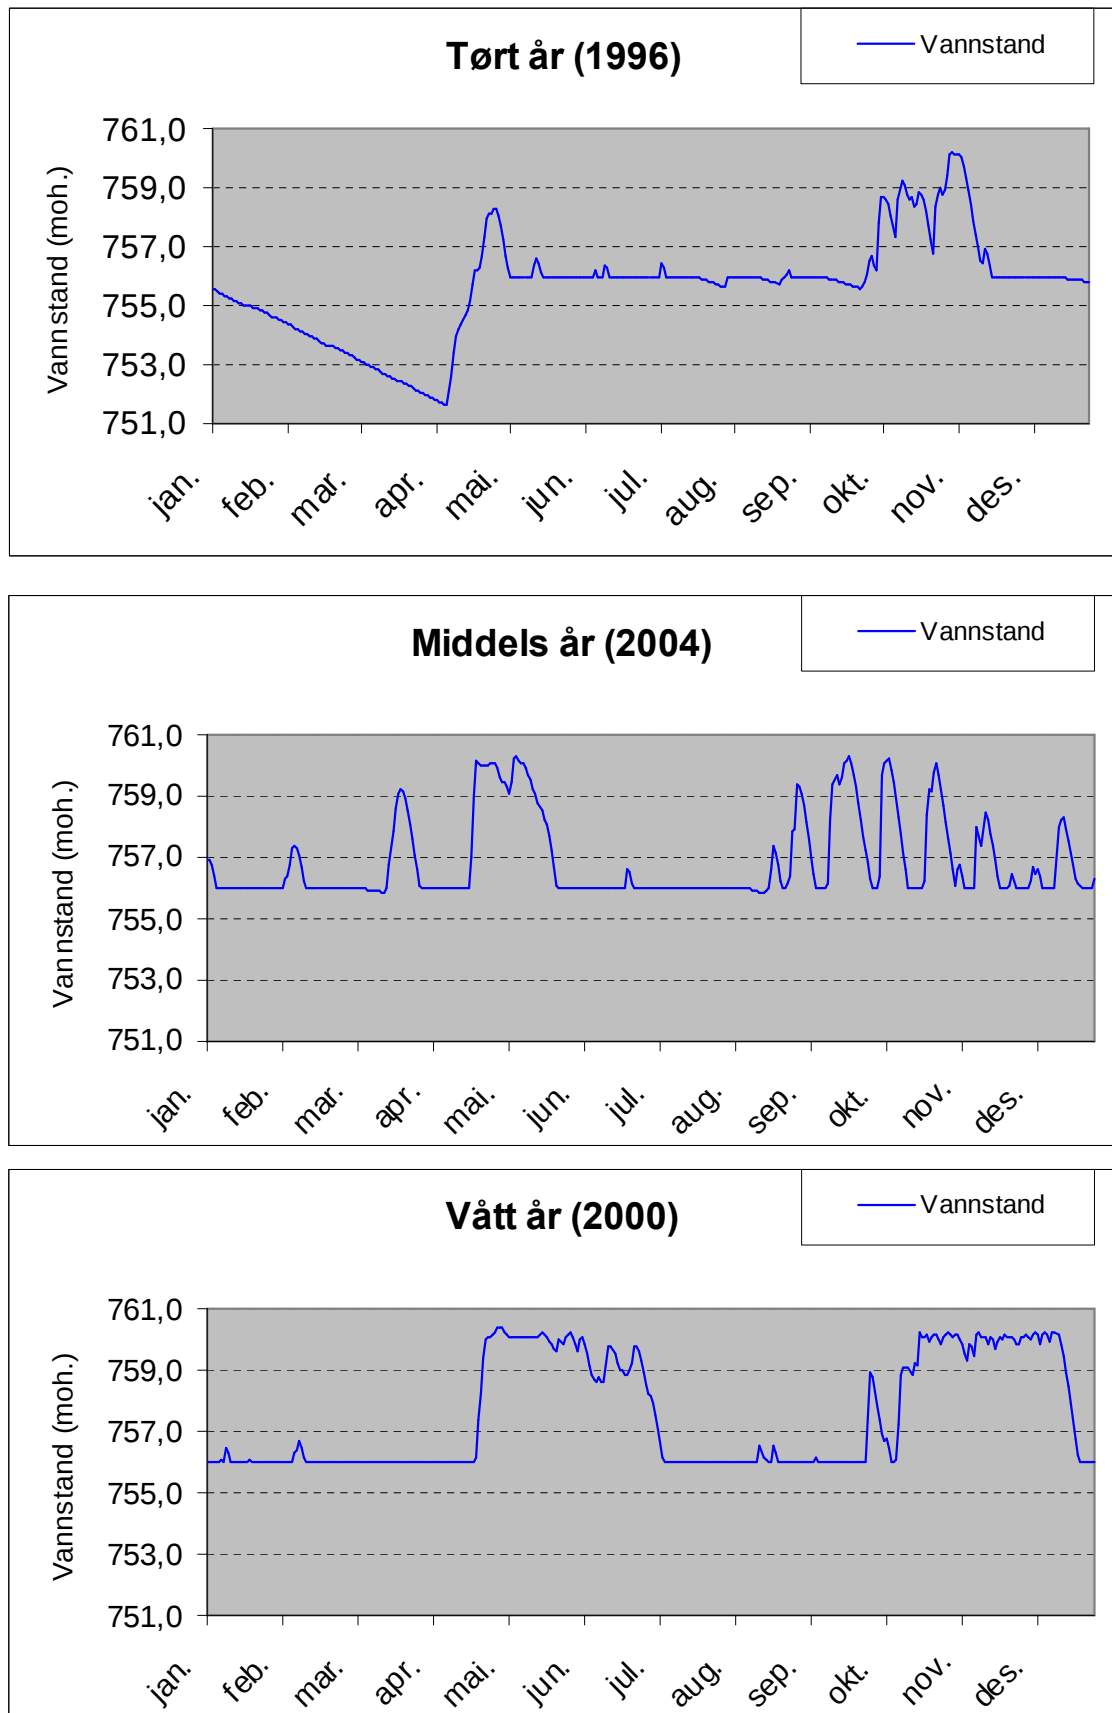 Tørt år (1996)
Vannstand
Vannstand (moh.)
761,0
759,0
757,0
755,0
753,0
751,0
jan. feb. mar. apr. mai. jun. jul. aug. sep. okt. nov. des.
Middels år (2004)
Vannstand
Vannstand (moh.)
761,0
759,0
757,0
755,0
753,0
751,0
jan. feb. mar. apr. mai. jun. jul. aug. sep. okt. nov. des.
Vått år (2000)
Vannstand
Vannstand (moh.)
761,0
759,0
757,0
755,0
753,0
751,0
jan. feb. mar. apr. mai. jun. jul. aug. sep. okt. nov. des.